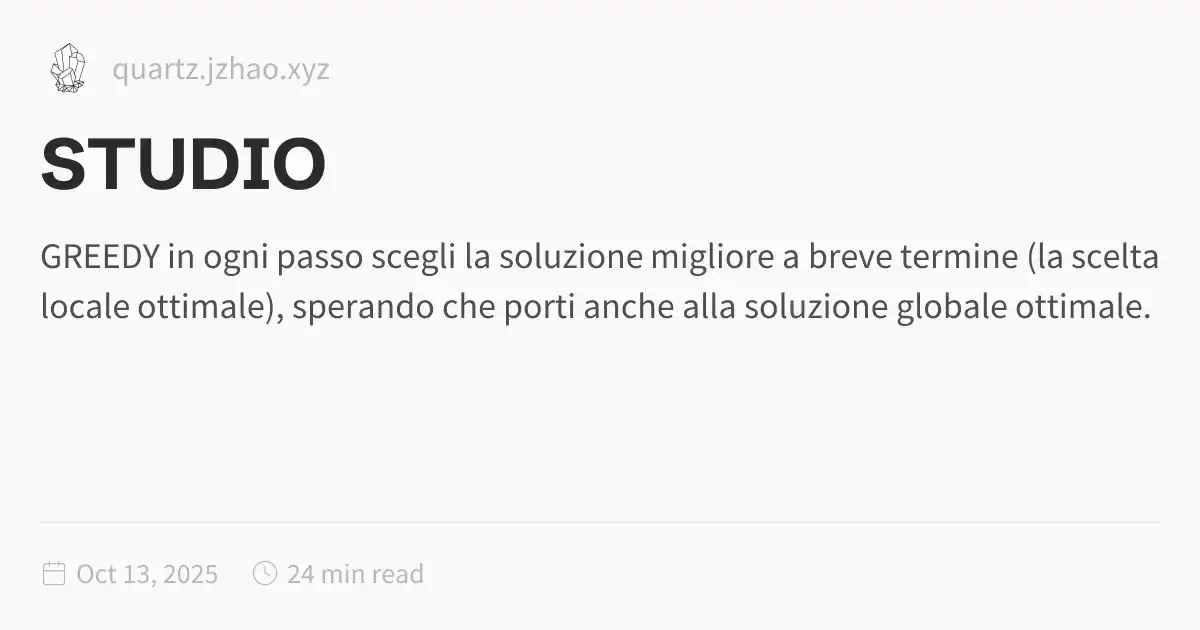 quartz.jzhao.xyz
STUDIO
GREEDY in ogni passo scegli la soluzione migliore a breve termine (la scelta
locale ottimale), sperando che porti anche alla soluzione globale ottimale.
Oct 13, 2025 24 min read